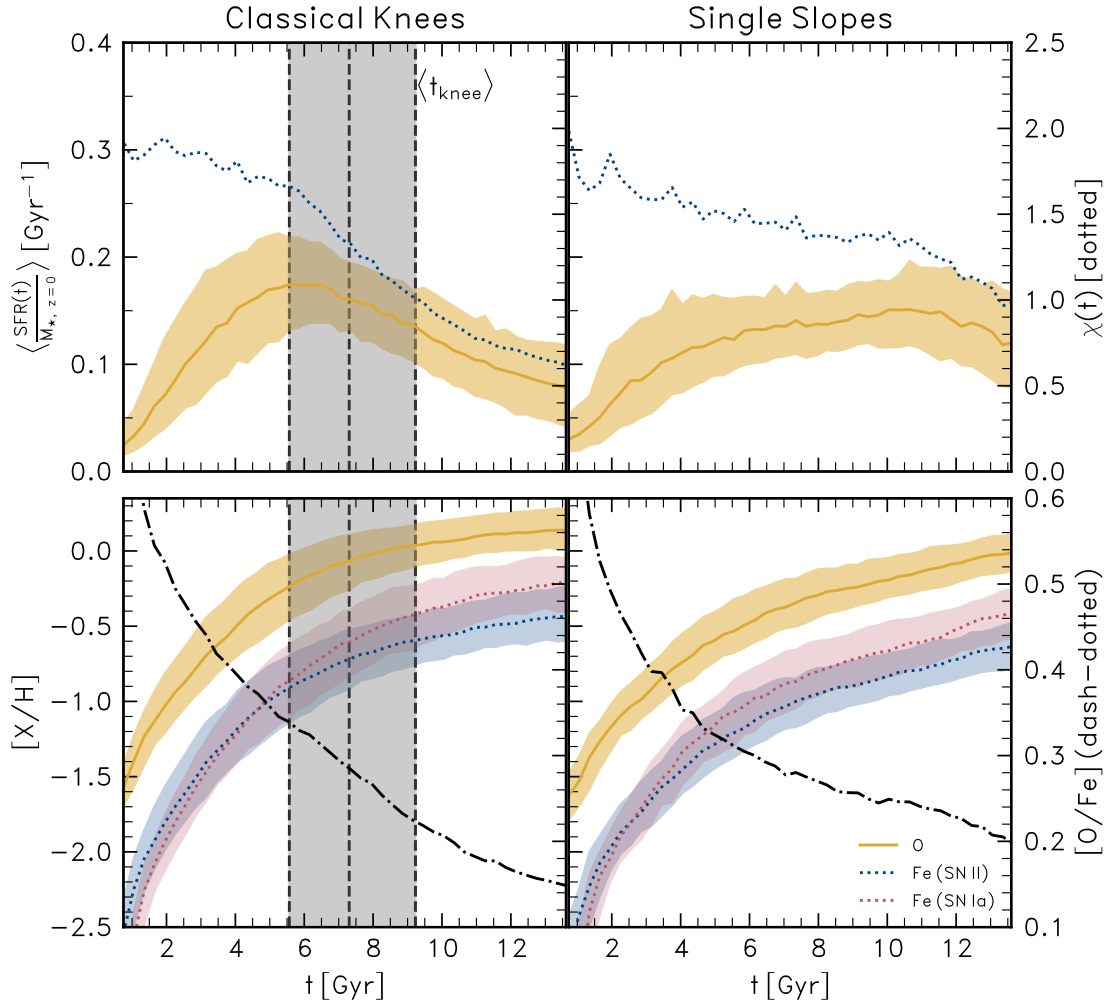 Classical Knees
Single Slopes
0.4
0.3
0.2
0.1
0.0
⟨SFR(t)/M⋆, z=0⟩ [Gyr−1]
⟨tknee⟩
2.5
2.0
1.5
1.0
0.5
0.0
χ(t) [dotted]
0.0
−0.5
−1.0
−1.5
−2.0
−2.5
[X/H]
0.6
0.5
0.4
0.3
0.2
0.1
[O/Fe] (dash−dotted)
O
Fe (SN II)
Fe (SN Ia)
2 4 6 8 10 12
2 4 6 8 10 12
t [Gyr]
t [Gyr]